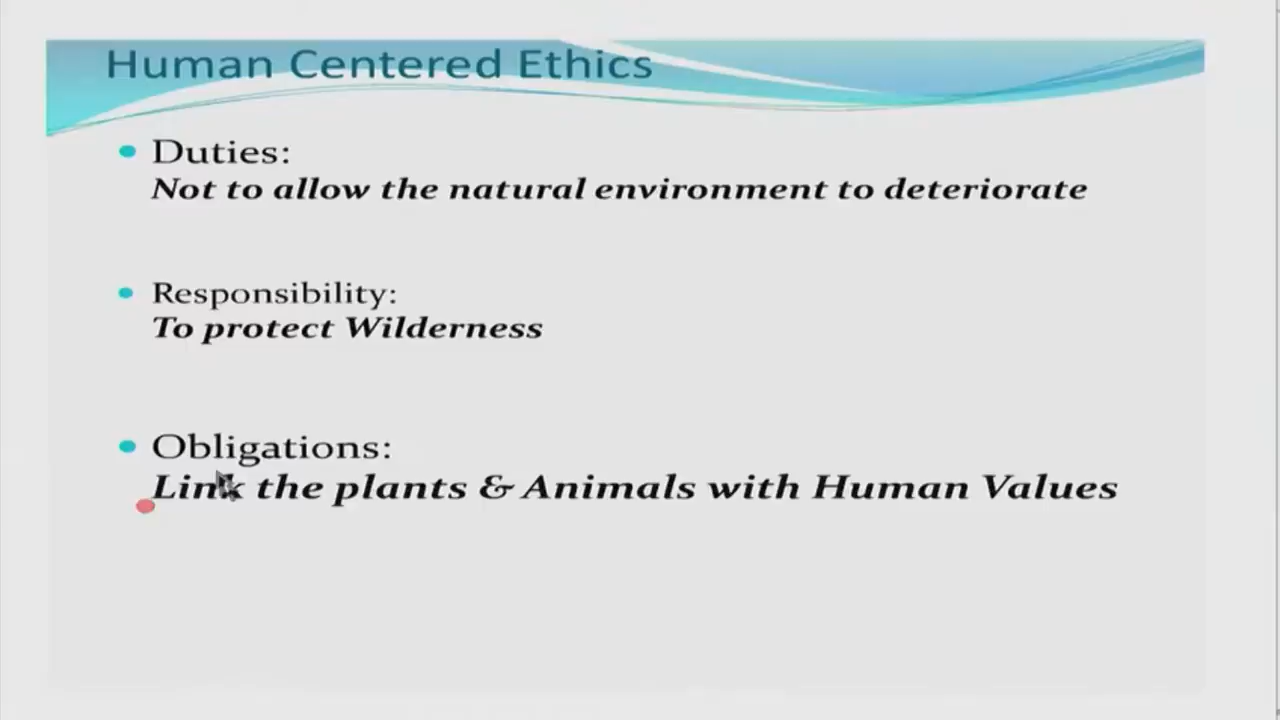 Human Centered Ethics
Duties:
Not to allow the natural environment to deteriorate
Responsibility:
To protect Wilderness
Obligations:
Link the plants & Animals with Human Values